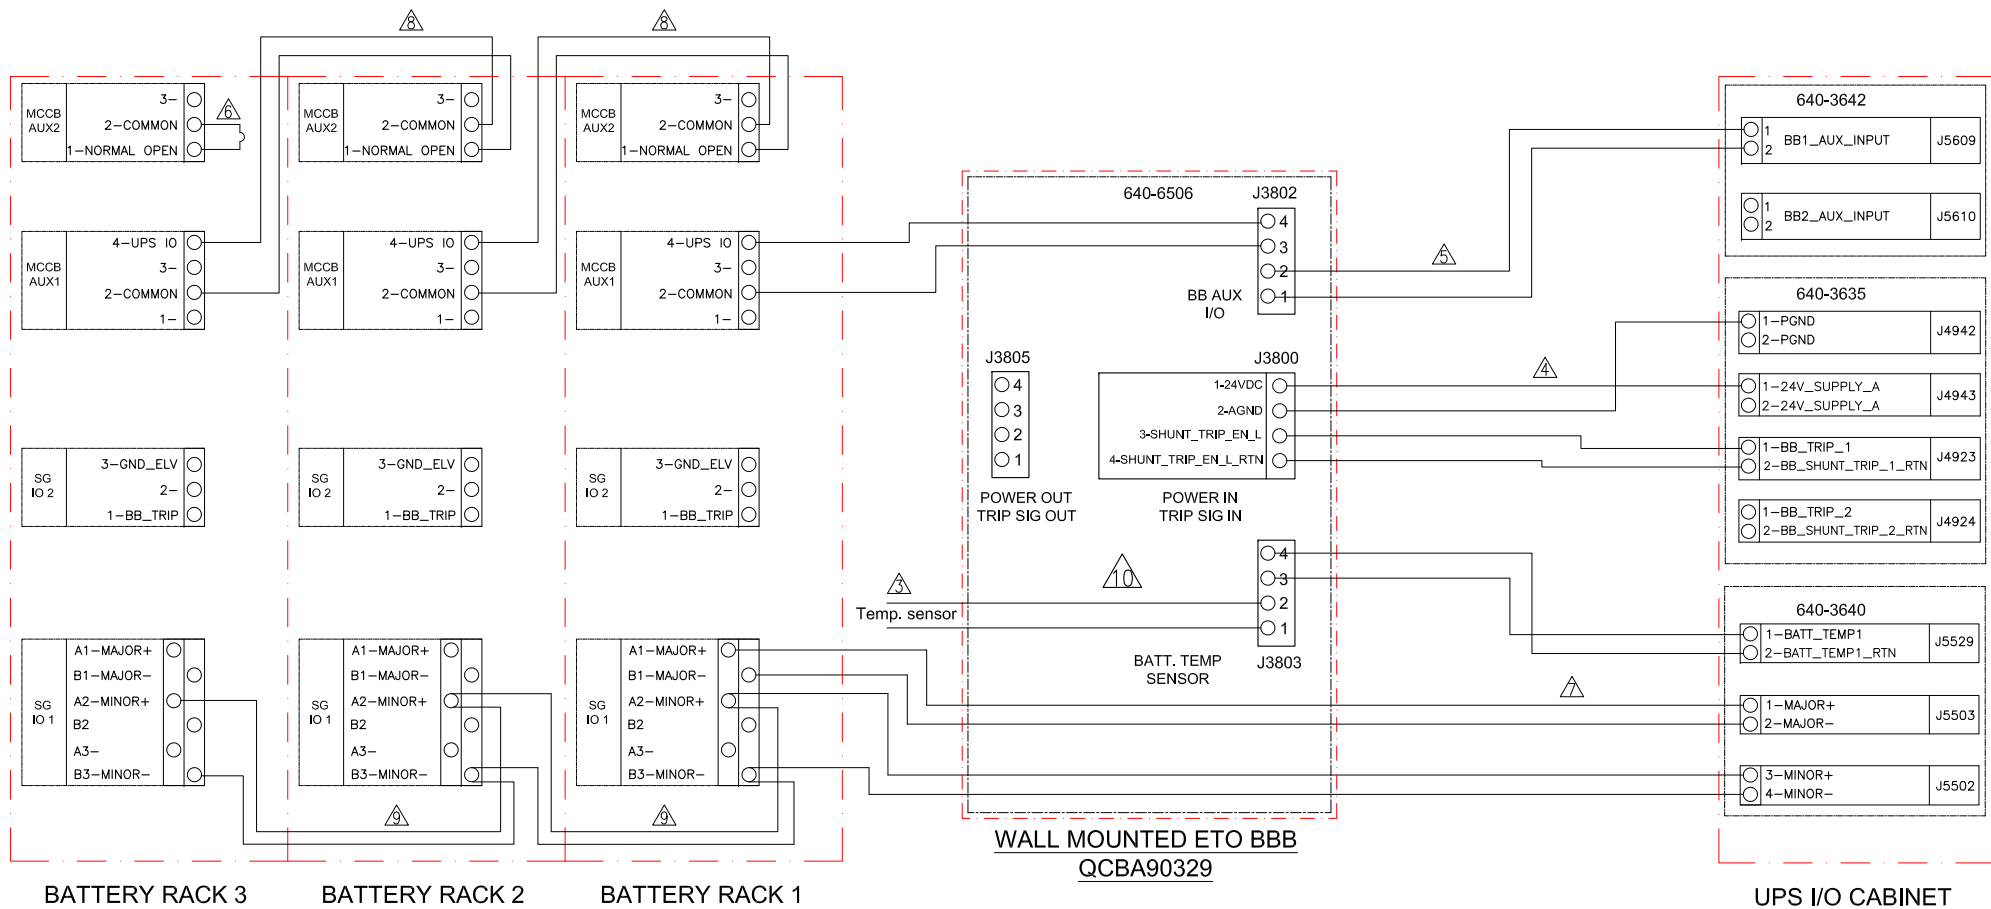 8
8
MCCB
AUX2
3-
2-COMMON
1-NORMAL OPEN
6
MCCB
AUX2
3-
2-COMMON
1-NORMAL OPEN
MCCB
AUX2
3-
2-COMMON
1-NORMAL OPEN
MCCB
AUX1
4-UPS IO
3-
2-COMMON
1-
MCCB
AUX1
4-UPS IO
3-
2-COMMON
1-
MCCB
AUX1
4-UPS IO
3-
2-COMMON
1-
SG
IO 2
3-GND_ELV
2-
1-BB_TRIP
SG
IO 2
3-GND_ELV
2-
1-BB_TRIP
SG
IO 2
3-GND_ELV
2-
1-BB_TRIP
SG
IO 1
A1-MAJOR+
B1-MAJOR-
A2-MINOR+
B2
A3-
B3-MINOR-
SG
IO 1
A1-MAJOR+
B1-MAJOR-
A2-MINOR+
B2
A3-
B3-MINOR-
SG
IO 1
A1-MAJOR+
B1-MAJOR-
A2-MINOR+
B2
A3-
B3-MINOR-
9
9
BATTERY RACK 3
BATTERY RACK 2
BATTERY RACK 1
640-6506
J3802
4
3
2
1
BB AUX
I/O
J3805
4
3
2
1
POWER OUT
TRIP SIG OUT
J3800
1-24VDC
2-AGND
3-SHUNT_TRIP_EN_L
4-SHUNT_TRIP_EN_L_RTN
POWER IN
TRIP SIG IN
3
Temp. sensor
10
4
3
2
1
J3803
BATT. TEMP
SENSOR
WALL MOUNTED ETO BBB
QCBA90329
5
4
7
640-3642
1
2
BB1_AUX_INPUT
J5609
1
2
BB2_AUX_INPUT
J5610
640-3635
1-PGND
2-PGND
J4942
1-24V_SUPPLY_A
2-24V_SUPPLY_A
J4943
1-BB_TRIP_1
2-BB_SHUNT_TRIP_1_RTN
J4923
1-BB_TRIP_2
2-BB_SHUNT_TRIP_2_RTN
J4924
640-3640
1-BATT_TEMP1
2-BATT_TEMP1_RTN
J5529
1-MAJOR+
2-MAJOR-
J5503
3-MINOR+
4-MINOR-
J5502
UPS I/O CABINET